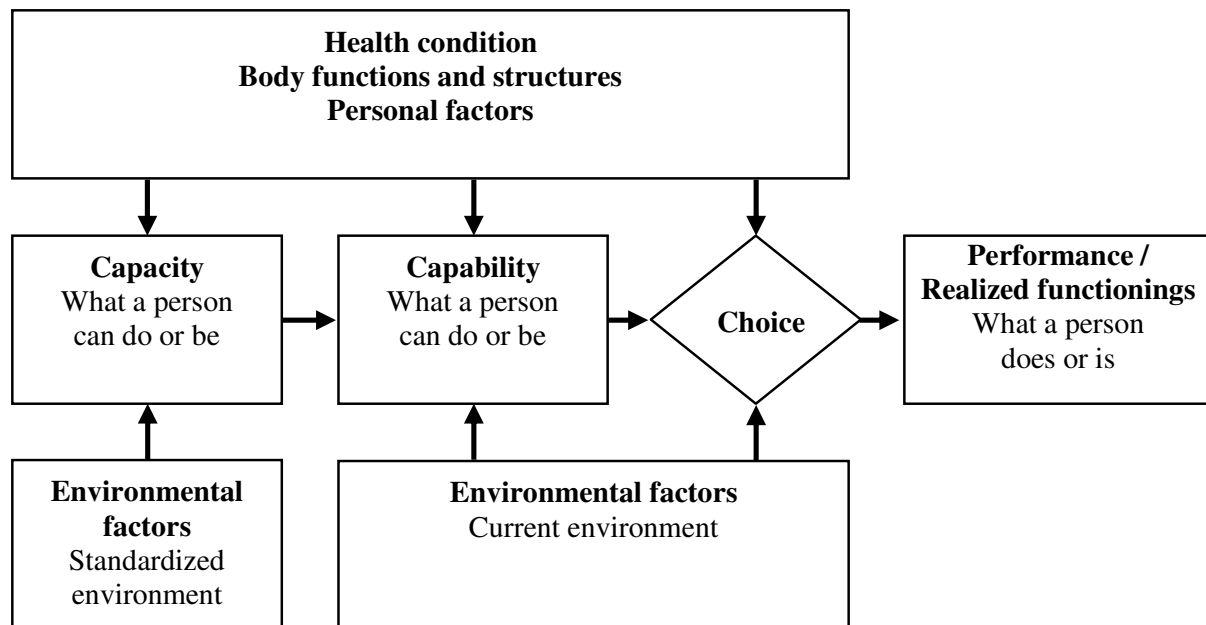 Health condition
Body functions and structures
Personal factors
Capacity
What a person
can do or be
Capability
What a person
can do or be
Choice
Performance /
Realized functionings
What a person
does or is
Environmental
factors
Standardized
environment
Environmental factors
Current environment